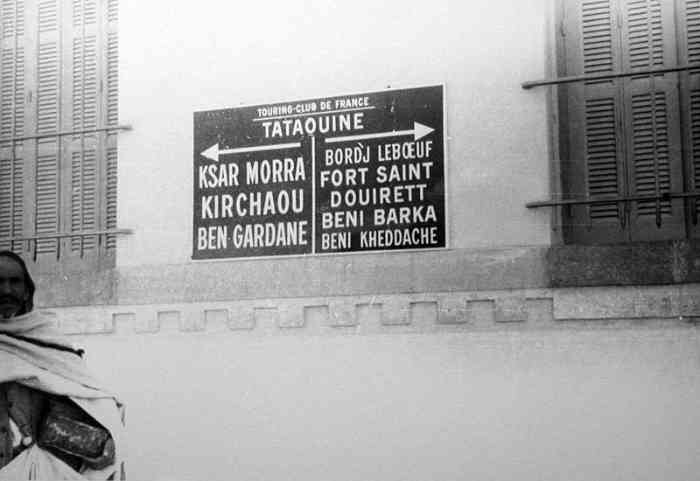 TOURING-CLUB DE FRANCE
TATAOUINE
KSAR MORRA
KIRCHAOU
BEN GARDANE
BORDJ LEBŒUF
FORT SAINT
DOUIRETT
BENI BARKA
BENI KHEDDACHE